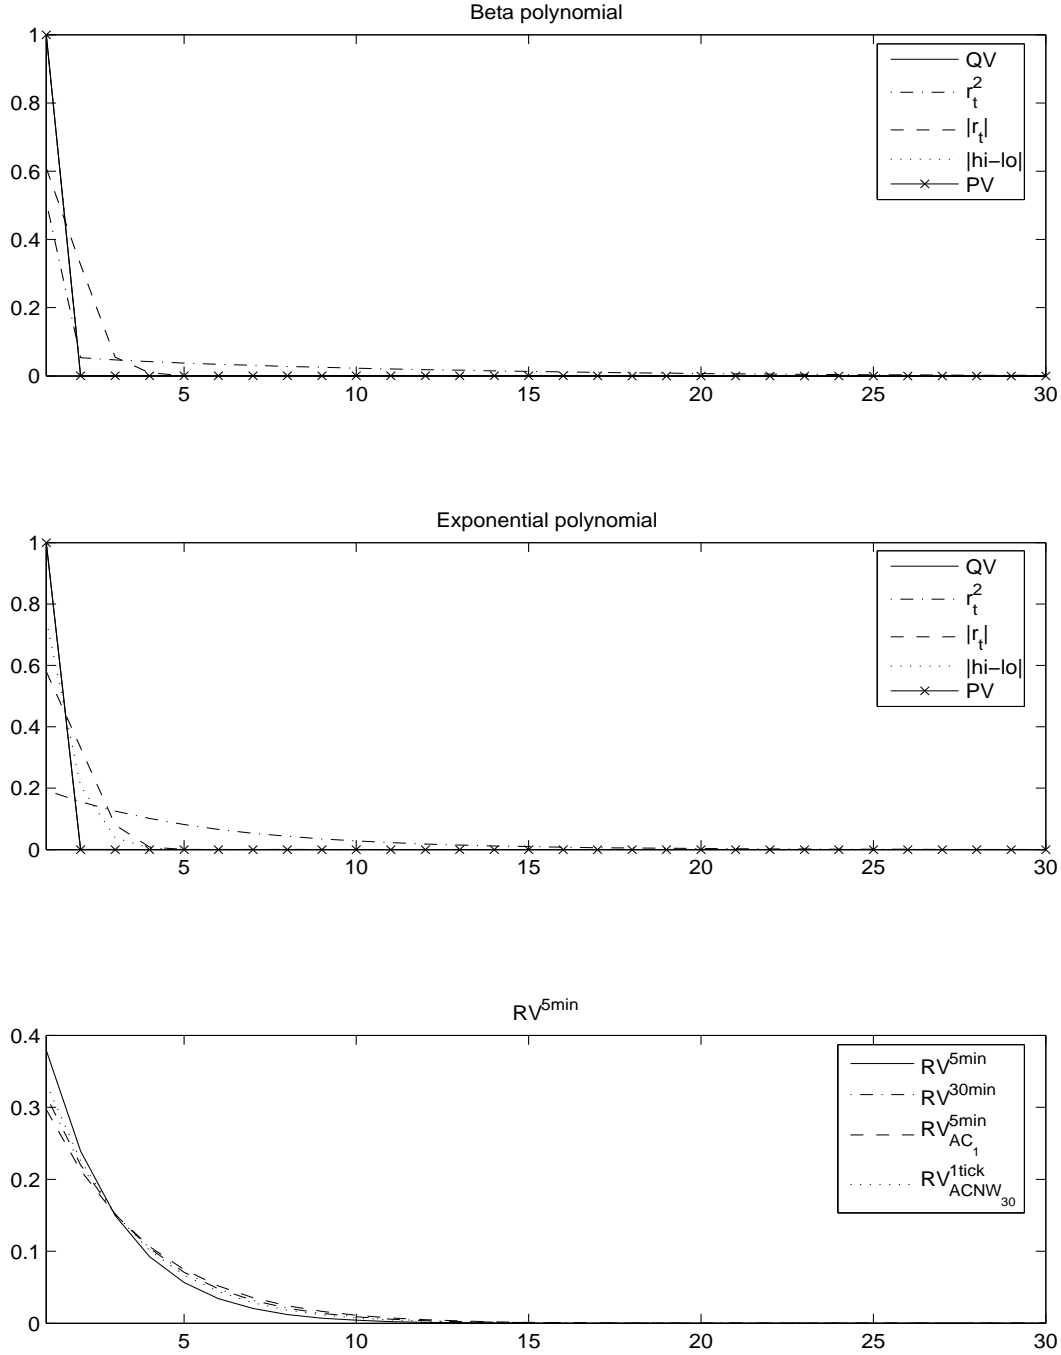 Beta polynomial
1
0.8
0.6
0.4
0.2
0
5
10
15
20
25
30
QV
r_t^2
|r_t|
|hi−lo|
PV
Exponential polynomial
1
0.8
0.6
0.4
0.2
0
5
10
15
20
25
30
QV
r_t^2
|r_t|
|hi−lo|
PV
RV^5min
0.4
0.3
0.2
0.1
0
5
10
15
20
25
30
RV^5min
RV^30min
RV^5min_AC_1
RV^1tick_ACNW_30